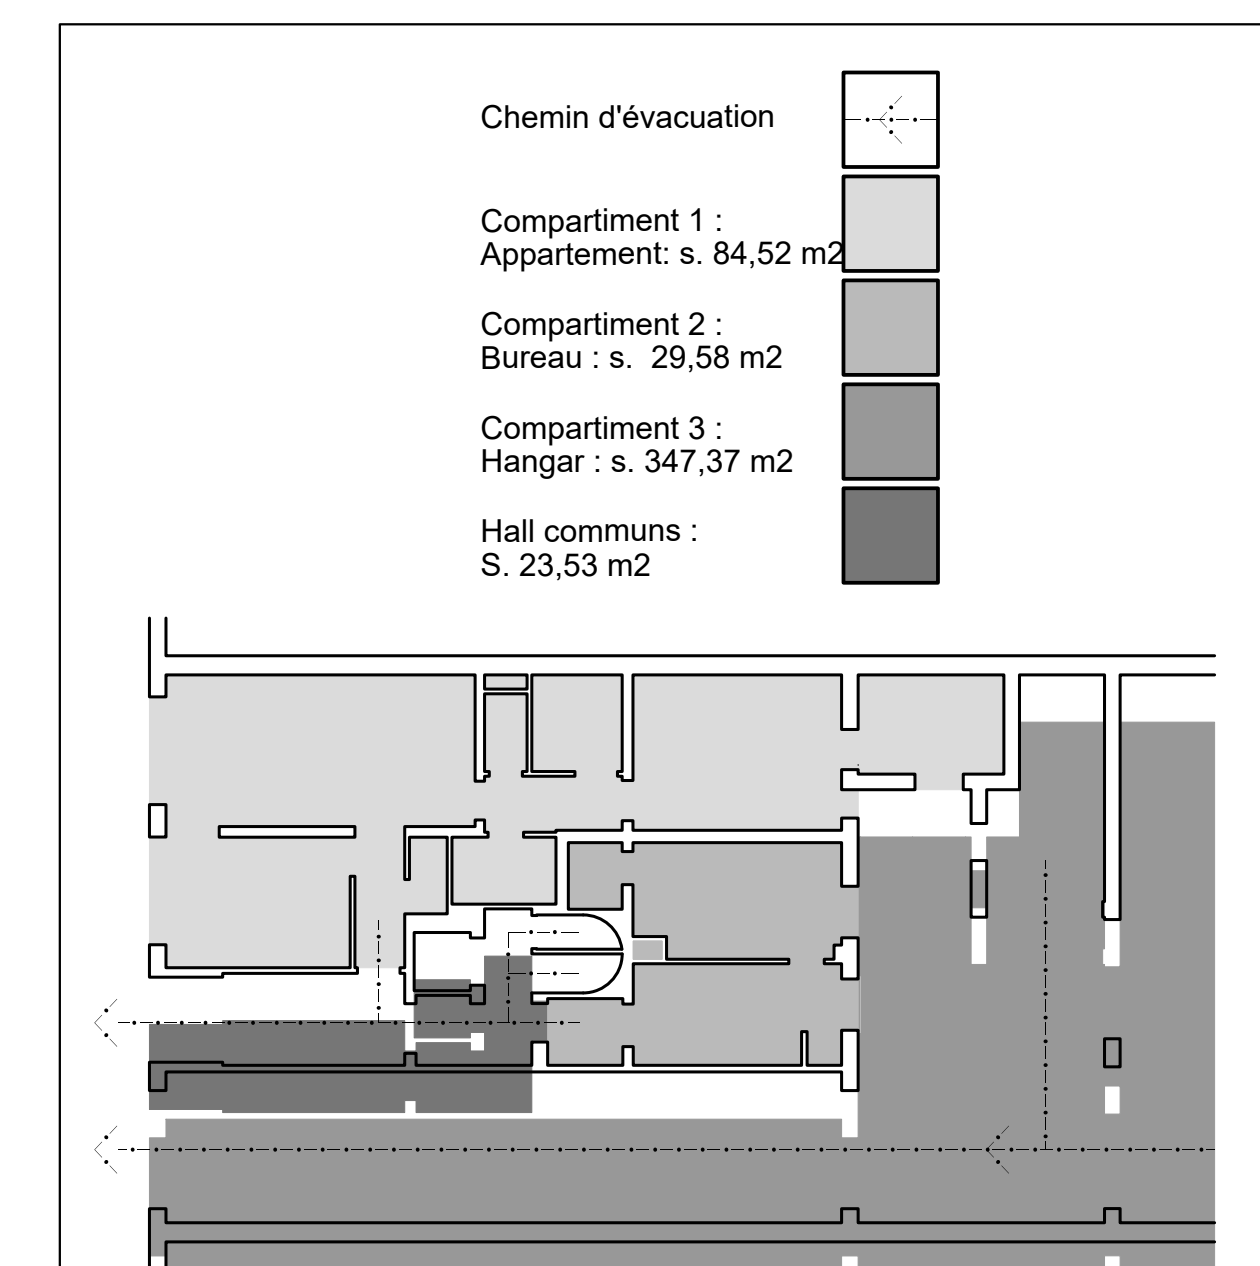 Chemin d'évacuation
Compartiment 1 :
Appartement: s. 84,52 m2
Compartiment 2 :
Bureau : s.  29,58 m2
Compartiment 3 :
Hangar : s. 347,37 m2
Hall communs :
S. 23,53 m2